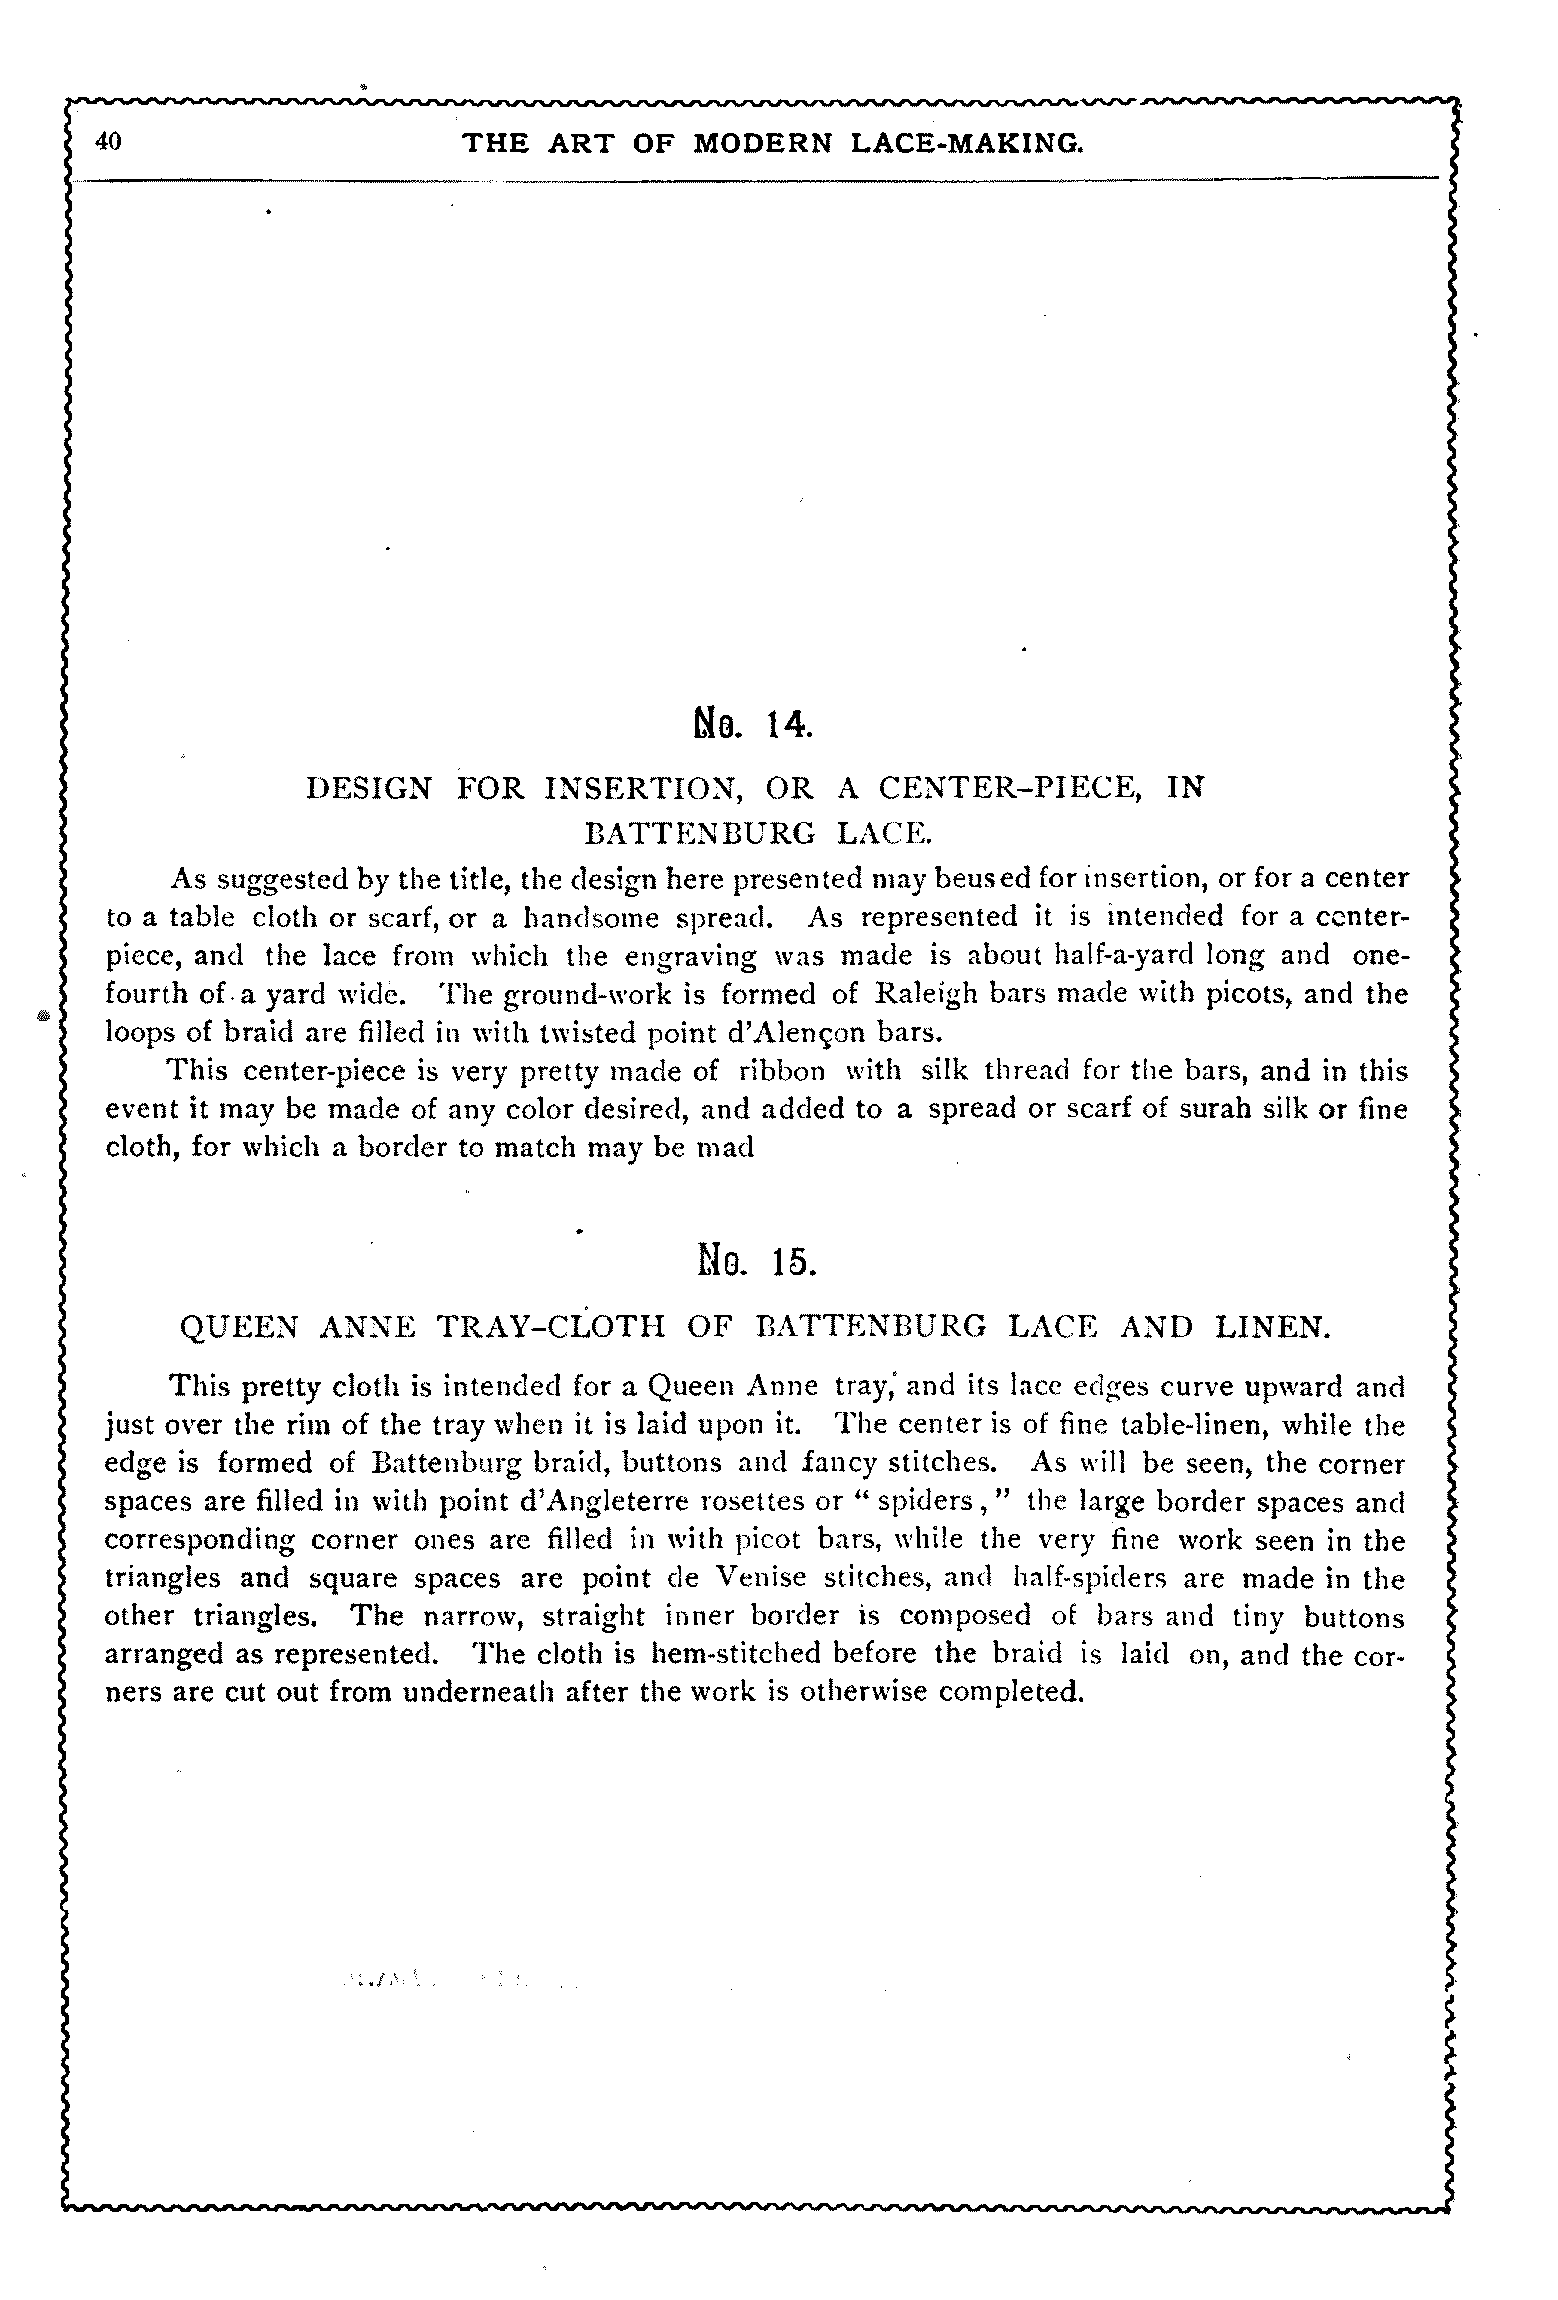 40 THE ART OF MODERN LACE-MAKING.
No. 14.
DESIGN FOR INSERTION, OR A CENTER-PIECE, IN
BATTENBURG LACE.
As suggested by the title, the design here presented may beused for insertion, or for a center
to a table cloth or scarf, or a handsome spread. As represented it is intended for a center-
piece, and the lace from which the engraving was made is about half-a-yard long and one-
fourth of a yard wide. The ground-work is formed of Raleigh bars made with picots, and the
loops of braid are filled in with twisted point d'Alençon bars.
This center-piece is very pretty made of ribbon with silk thread for the bars, and in this
event it may be made of any color desired, and added to a spread or scarf of surah silk or fine
cloth, for which a border to match may be mad
No. 15.
QUEEN ANNE TRAY-CLOTH OF BATTENBURG LACE AND LINEN.
This pretty cloth is intended for a Queen Anne tray, and its lace edges curve upward and
just over the rim of the tray when it is laid upon it. The center is of fine table-linen, while the
edge is formed of Battenburg braid, buttons and fancy stitches. As will be seen, the corner
spaces are filled in with point d'Angleterre rosettes or “ spiders,” the large border spaces and
corresponding corner ones are filled in with picot bars, while the very fine work seen in the
triangles and square spaces are point de Venise stitches, and half-spiders are made in the
other triangles. The narrow, straight inner border is composed of bars and tiny buttons
arranged as represented. The cloth is hem-stitched before the braid is laid on, and the cor-
ners are cut out from underneath after the work is otherwise completed.